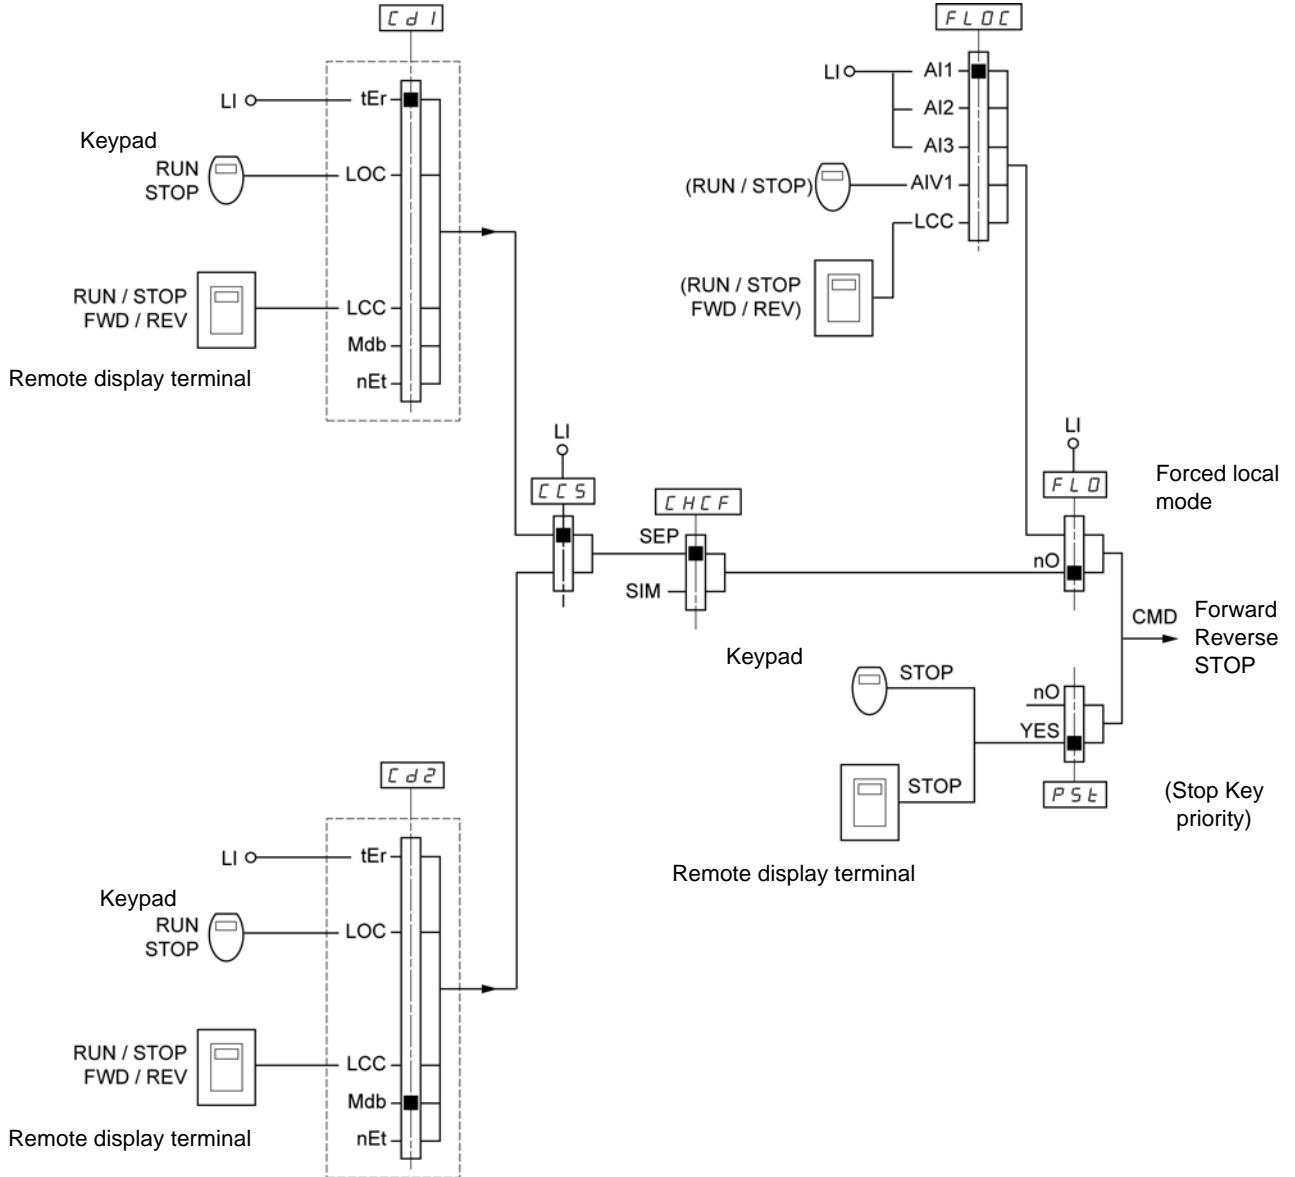 Cd1
LI
tEr
Keypad
RUN
STOP
LOC
RUN / STOP
FWD / REV
LCC
Mdb
nEt
Remote display terminal
FLOC
LI
AI1
AI2
AI3
(RUN / STOP)
AIV1
LCC
(RUN / STOP
FWD / REV)
LI
CCS
CHCF
SEP
SIM
LI
FLO
nO
Forced local
mode
CMD
Forward
Reverse
STOP
Keypad
STOP
nO
YES
STOP
PSt
(Stop Key
priority)
Remote display terminal
Cd2
LI
tEr
Keypad
RUN
STOP
LOC
RUN / STOP
FWD / REV
LCC
Mdb
nEt
Remote display terminal